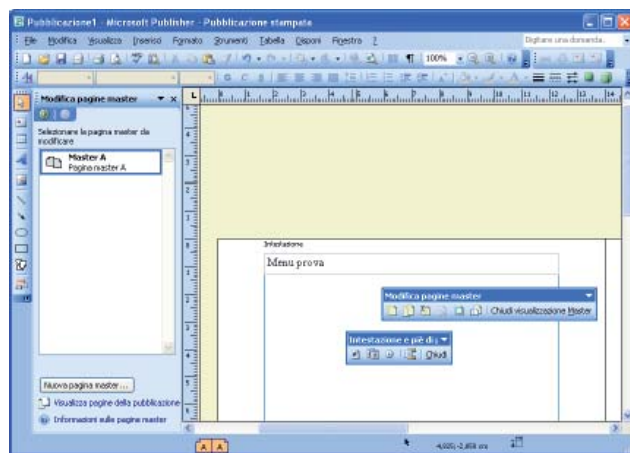 Pubblicazione1 - Microsoft Publisher - Pubblicazione stampata
File Modifica Visualizza Inserisci Formato Strumenti Tabella Disponi Finestra ?
Digitare una domanda.
100%
Modifica pagine master
Selezionare la pagina master da
modificare
Master A
Pagina master A
Intestazione
Menu prova
Modifica pagine master
Chiudi visualizzazione Master
Intestazione e piè di
Chiudi
Nuova pagina master...
Visualizza pagine della pubblicazione
Informazioni sulle pagine master
A A